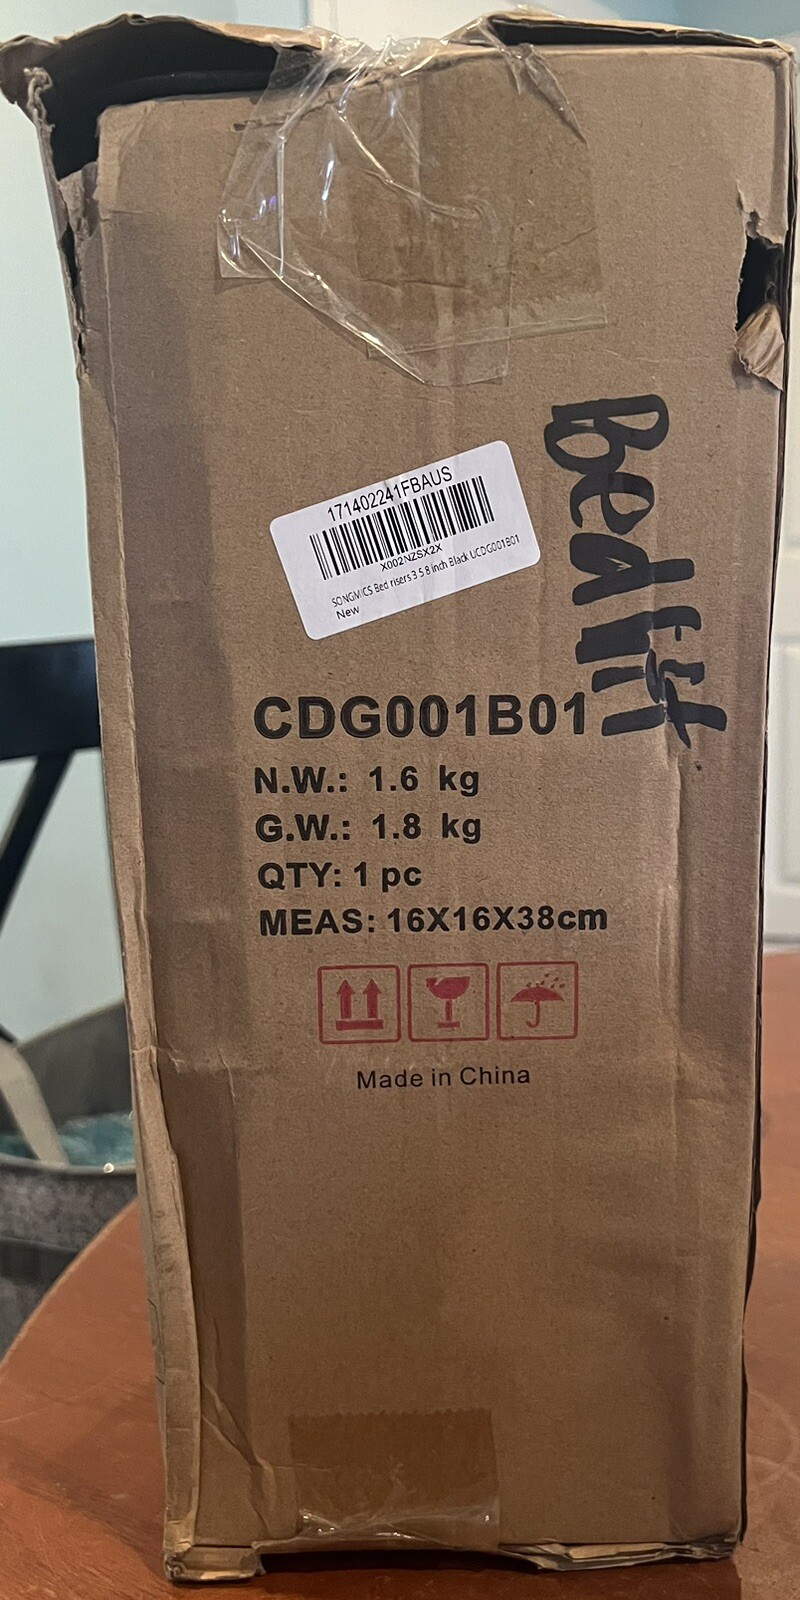 171402241FBAUS
X002NZSX2X
SONGMICS Bed risers 3 5 8 inch Black UCDG001B01
New
Bed lift
CDG001B01
N.W.: 1.6 kg
G.W.: 1.8 kg
QTY: 1 pc
MEAS: 16X16X38cm
Made in China